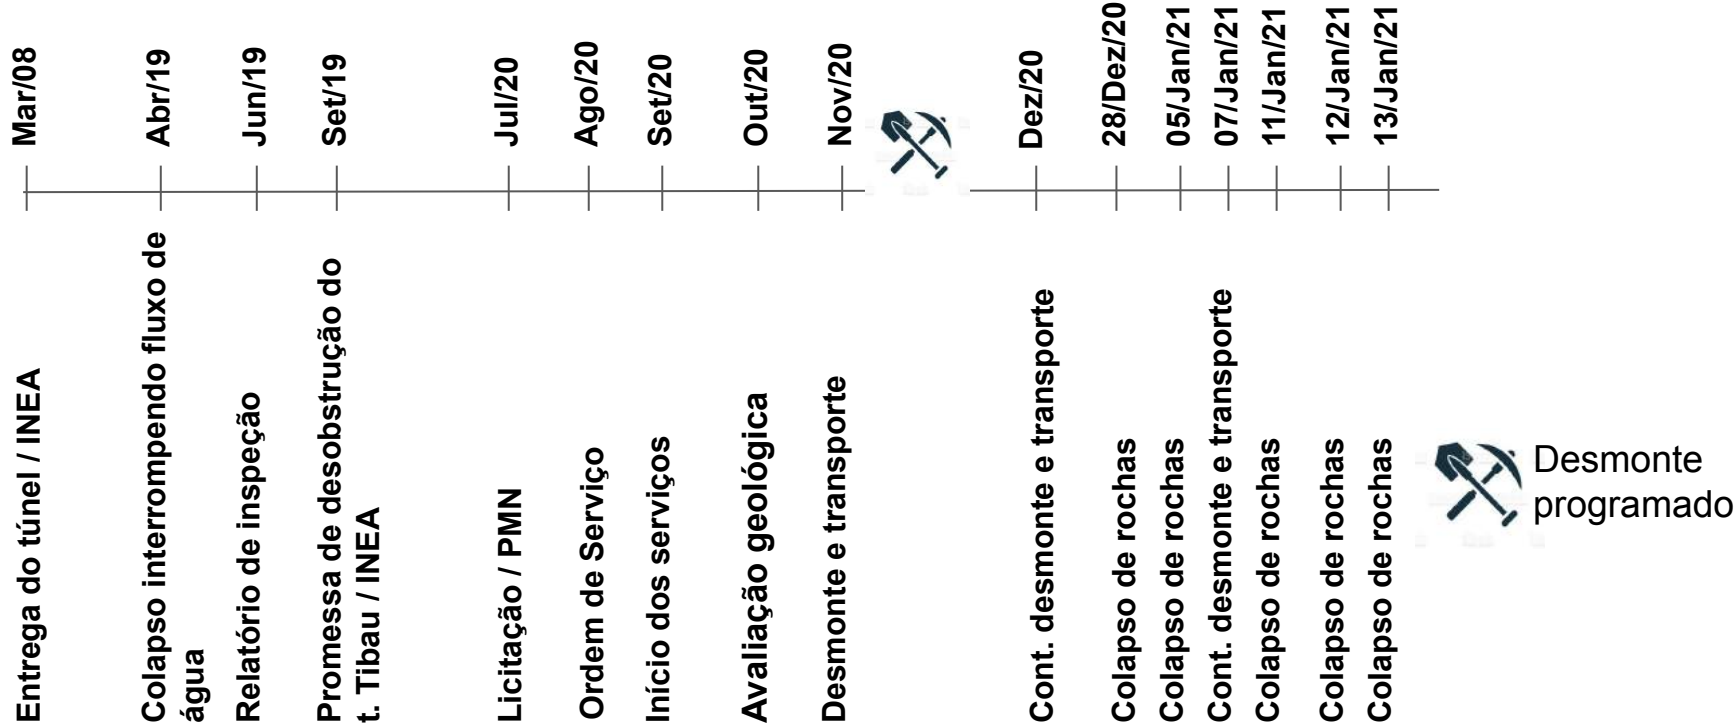 Mar/08
Abr/19
Jun/19
Set/19
Jul/20
Ago/20
Set/20
Out/20
Nov/20
Dez/20
28/Dez/20
05/Jan/21
07/Jan/21
11/Jan/21
12/Jan/21
13/Jan/21
Entrega do túnel / INEA
Colapso interrompendo fluxo de
água
Relatório de inspeção
Promessa de desobstrução do
t. Tibau / INEA
Licitação / PMN
Ordem de Serviço
Início dos serviços
Avaliação geológica
Desmonte e transporte
Cont. desmonte e transporte
Colapso de rochas
Colapso de rochas
Cont. desmonte e transporte
Colapso de rochas
Colapso de rochas
Colapso de rochas
Desmonte
programado